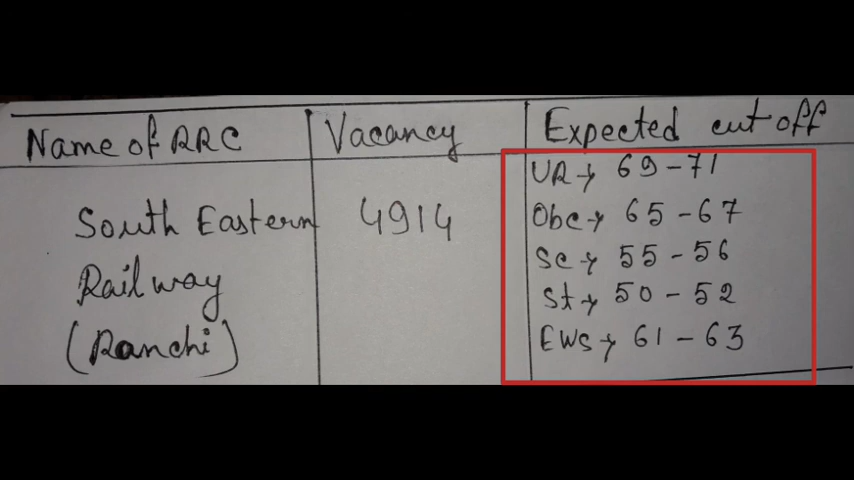 Name of RRC Vacancy Expected cut off
UR→ 69-71
South Eastern 4914 Obc→ 65-67
Sc→ 55-56
Railway St→ 50-52
(Ranchi) EWS→ 61-63